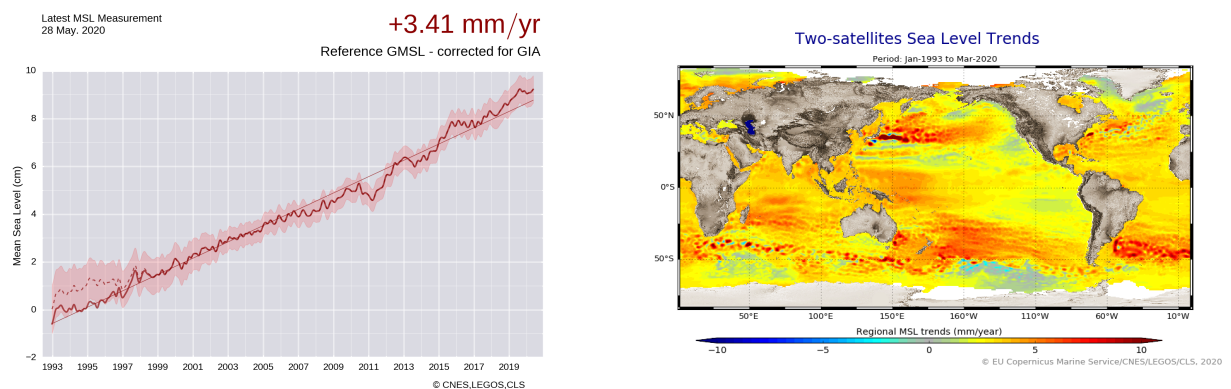 Latest MSL Measurement
28 May. 2020
+3.41 mm/yr
Reference GMSL - corrected for GIA
Mean Sea Level (cm)
10
8
6
4
2
0
−2
1993 1995 1997 1999 2001 2003 2005 2007 2009 2011 2013 2015 2017 2019
© CNES,LEGOS,CLS
Two-satellites Sea Level Trends
Period: Jan-1993 to Mar-2020
50°N
0°S
50°S
50°E 100°E 150°E 160°W 110°W 60°W 10°W
Regional MSL trends (mm/year)
−10 −5 0 5 10
© EU Copernicus Marine Service/CNES/LEGOS/CLS, 2020